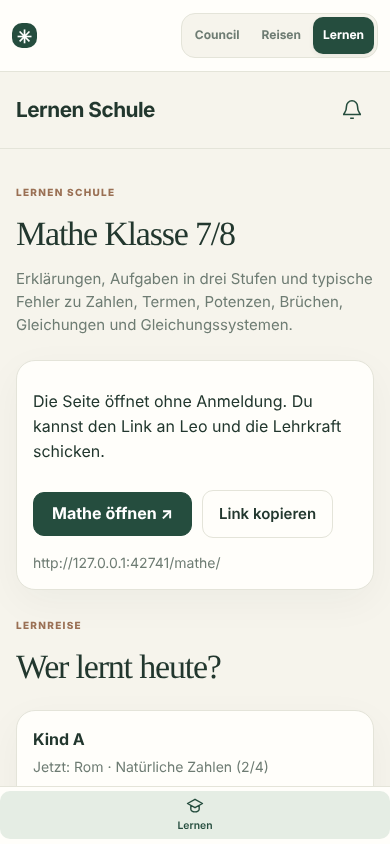 Council Reisen Lernen
Lernen Schule
LERNEN SCHULE
Mathe Klasse 7/8
Erklärungen, Aufgaben in drei Stufen und typische
Fehler zu Zahlen, Termen, Potenzen, Brüchen,
Gleichungen und Gleichungssystemen.
Die Seite öffnet ohne Anmeldung. Du
kannst den Link an Leo und die Lehrkraft
schicken.
Mathe öffnen ↗ Link kopieren
http://127.0.0.1:42741/mathe/
LERNREISE
Wer lernt heute?
Kind A
Jetzt: Rom · Natürliche Zahlen (2/4)
Lernen